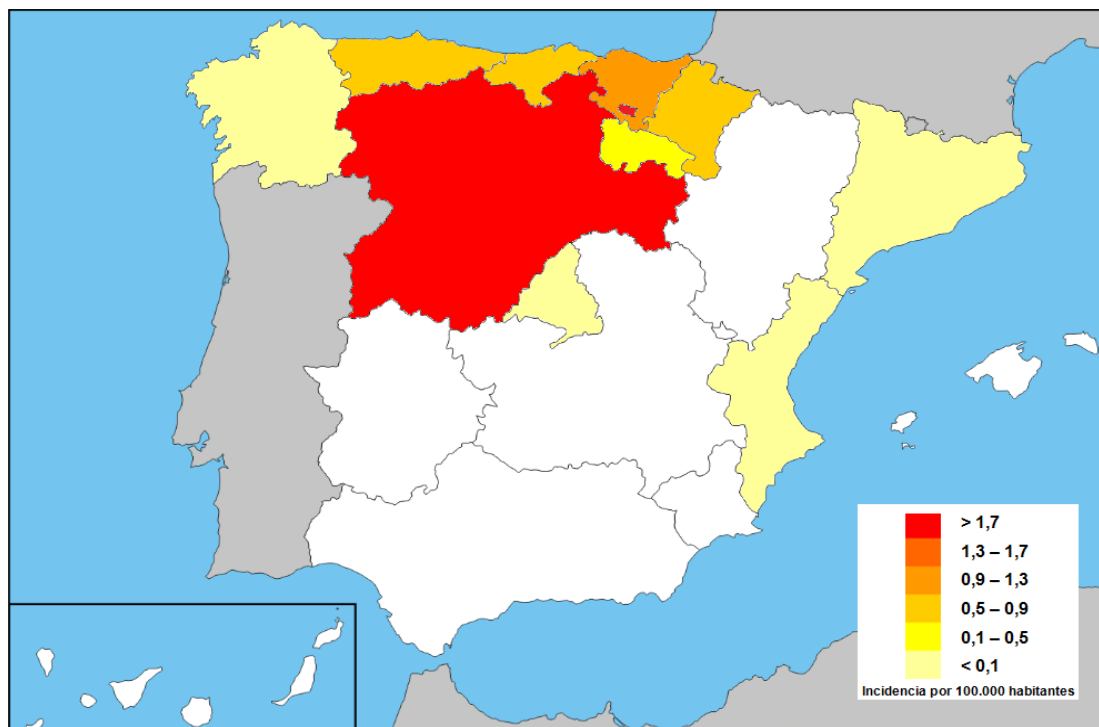 > 1,7
1,3 – 1,7
0,9 – 1,3
0,5 – 0,9
0,1 – 0,5
< 0,1
Incidencia por 100.000 habitantes